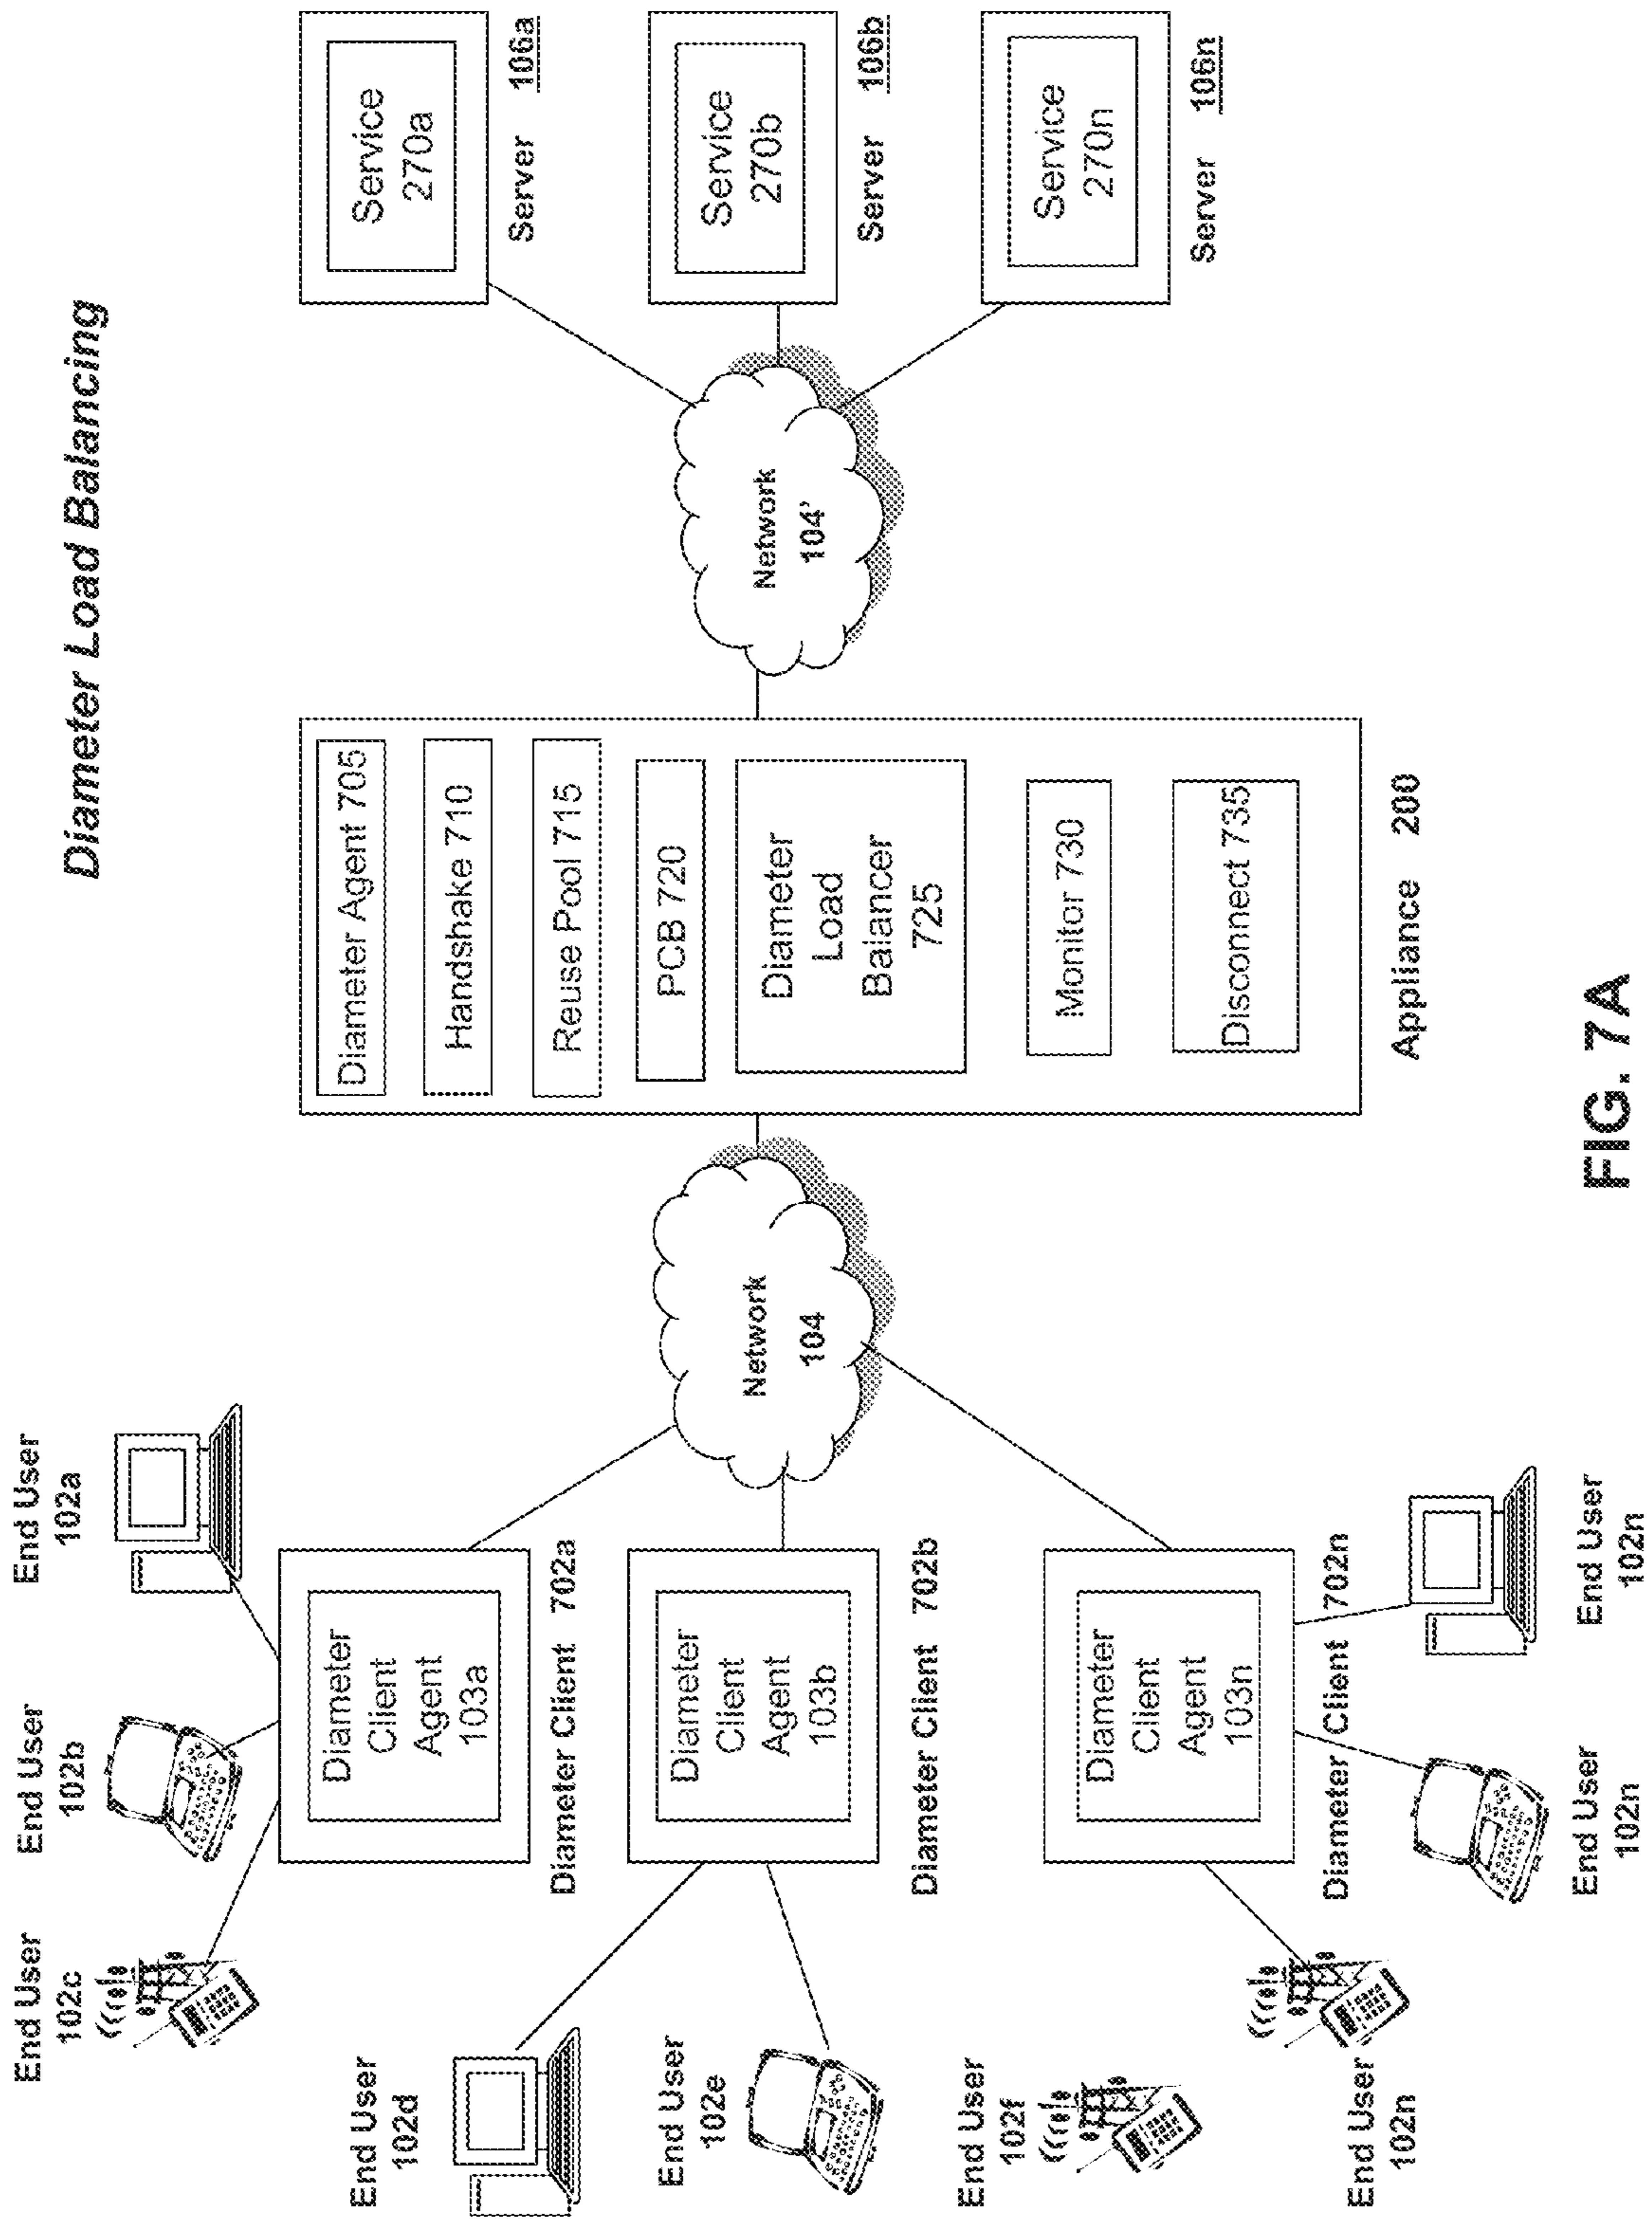 Diameter Load Balancing
End User
102c
End User
102b
End User
102a
End User
102d
End User
102e
End User
102f
End User
102n
Diameter
Client
Agent
103a
Diameter Client 702a
Diameter
Client
Agent
103b
Diameter Client 702b
Diameter
Client
Agent
103n
Diameter Client 702n
End User
102n
End User
102n
Network
104
Diameter Agent 705
Handshake 710
Reuse Pool 715
PCB 720
Diameter
Load
Balancer
725
Monitor 730
Disconnect 735
Appliance 200
Network
104'
Service
270a
Server 106a
Service
270b
Server 106b
Service
270n
Server 106n
FIG. 7A